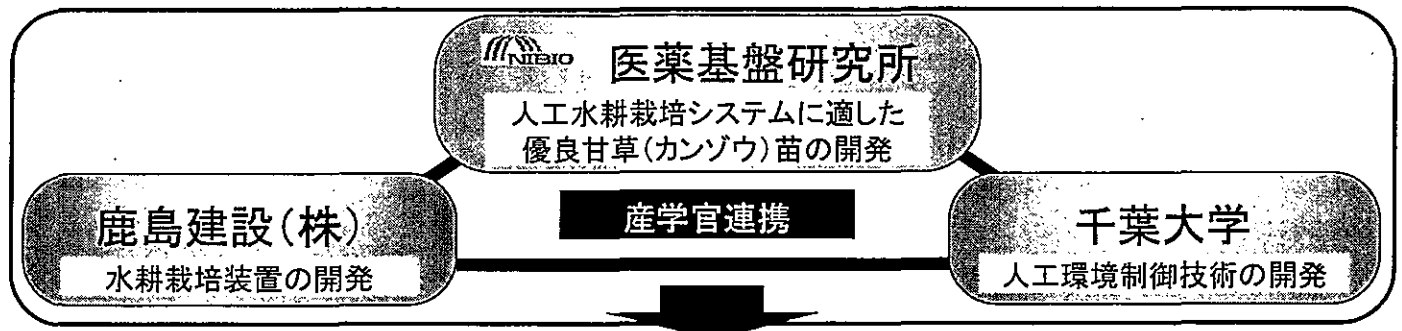 NIBIO 医薬基盤研究所
人工水耕栽培システムに適した
優良甘草(カンゾウ)苗の開発
産学官連携
鹿島建設(株)
水耕栽培装置の開発
千葉大学
人工環境制御技術の開発